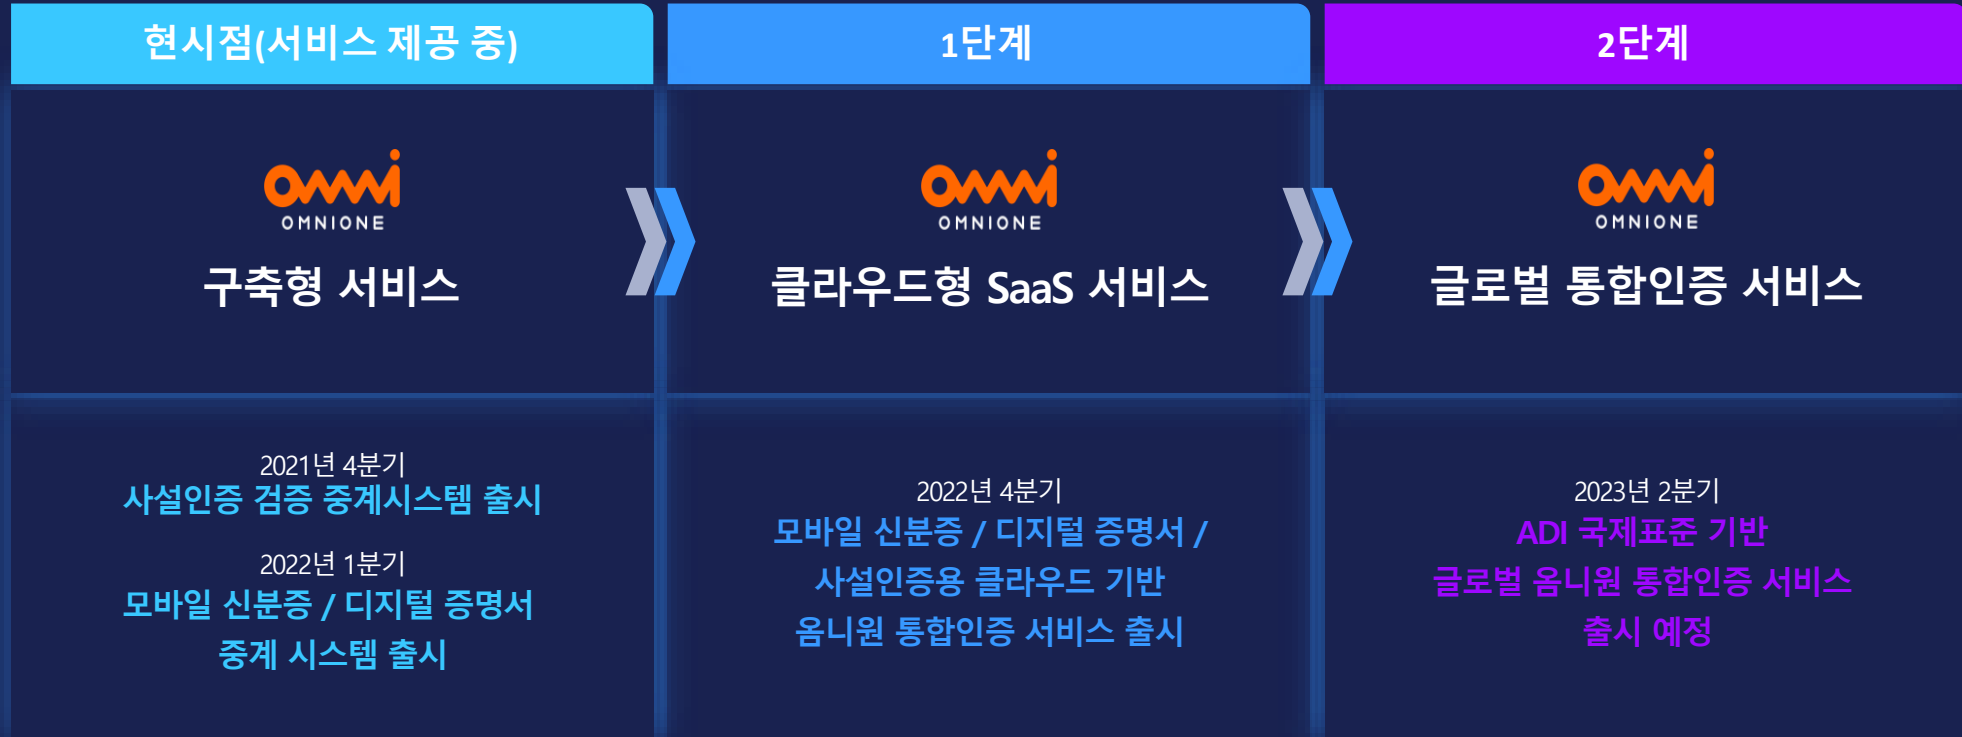 현시점(서비스 제공 중)
1단계
2단계
omni
OMNIONE
구축형 서비스
omni
OMNIONE
클라우드형 SaaS 서비스
omni
OMNIONE
글로벌 통합인증 서비스
2021년 4분기
사설인증 검증 중계시스템 출시
2022년 1분기
모바일 신분증 / 디지털 증명서
중계 시스템 출시
2022년 4분기
모바일 신분증 / 디지털 증명서 /
사설인증용 클라우드 기반
옴니원 통합인증 서비스 출시
2023년 2분기
ADI 국제표준 기반
글로벌 옴니원 통합인증 서비스
출시 예정